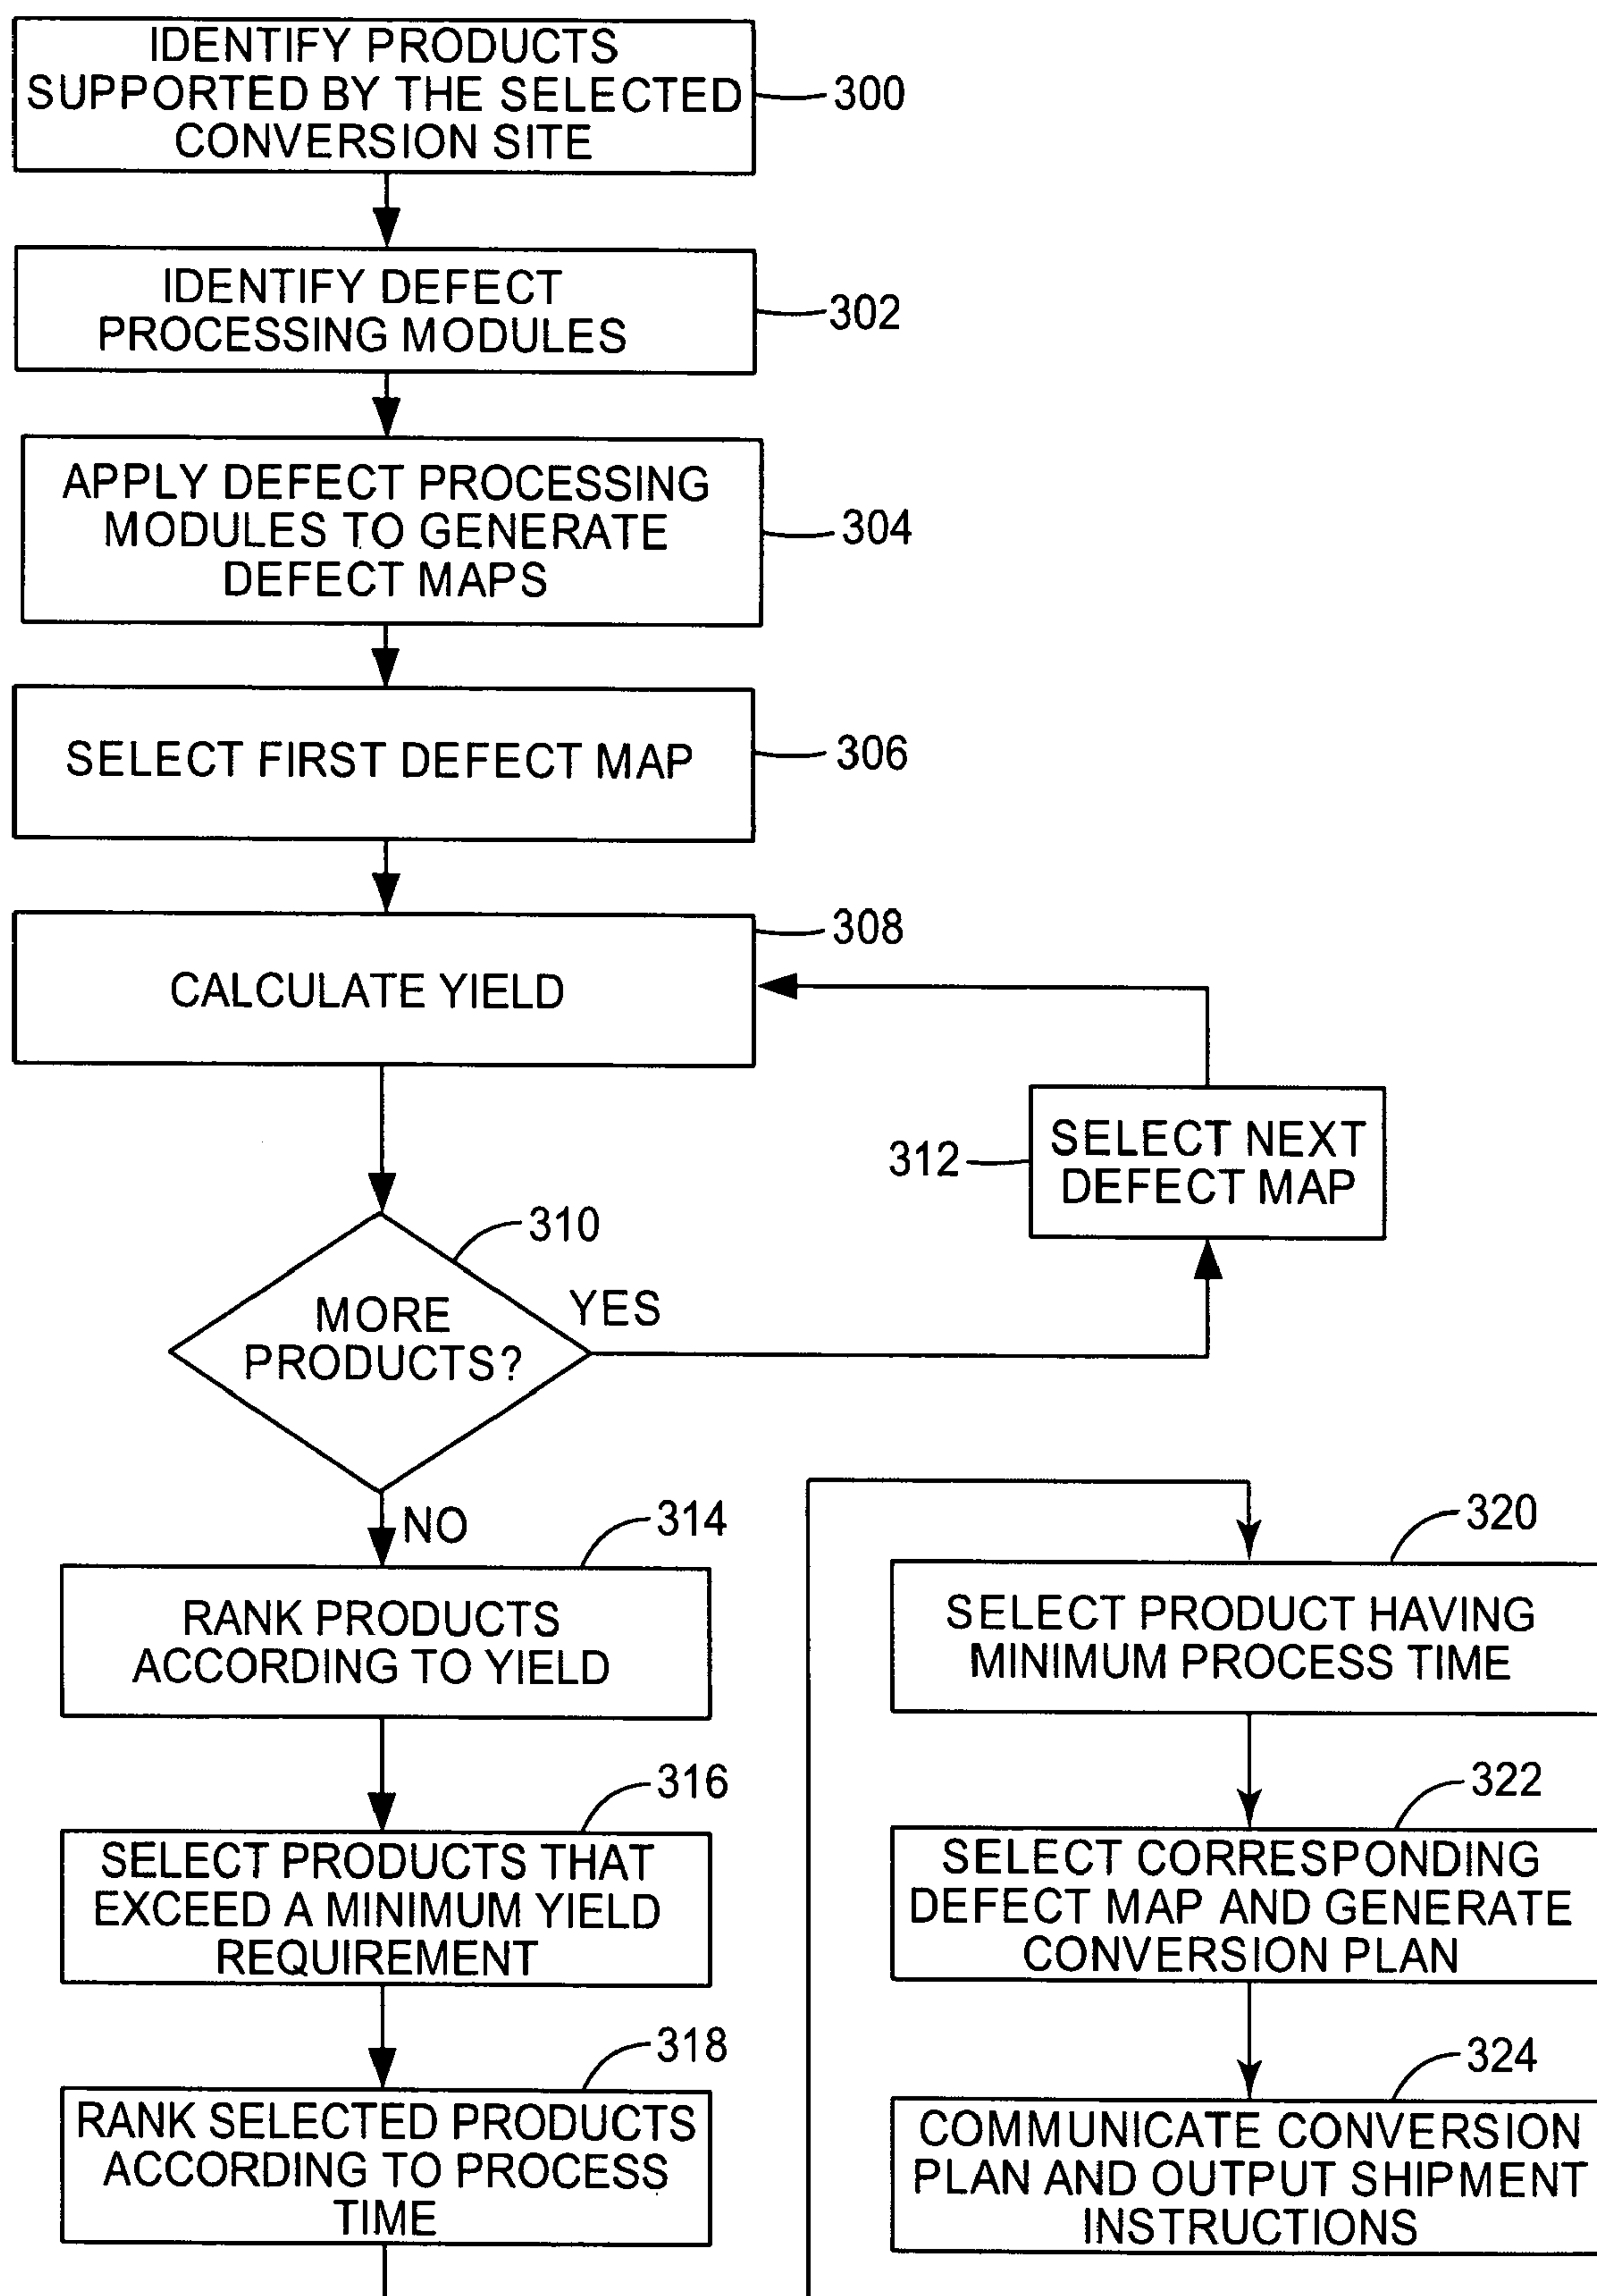 IDENTIFY PRODUCTS
SUPPORTED BY THE SELECTED
CONVERSION SITE
300
IDENTIFY DEFECT
PROCESSING MODULES
302
APPLY DEFECT PROCESSING
MODULES TO GENERATE
DEFECT MAPS
304
SELECT FIRST DEFECT MAP
306
CALCULATE YIELD
308
SELECT NEXT
DEFECT MAP
312
MORE
PRODUCTS?
310
YES
NO
RANK PRODUCTS
ACCORDING TO YIELD
314
SELECT PRODUCTS THAT
EXCEED A MINIMUM YIELD
REQUIREMENT
316
RANK SELECTED PRODUCTS
ACCORDING TO PROCESS
TIME
318
SELECT PRODUCT HAVING
MINIMUM PROCESS TIME
320
SELECT CORRESPONDING
DEFECT MAP AND GENERATE
CONVERSION PLAN
322
COMMUNICATE CONVERSION
PLAN AND OUTPUT SHIPMENT
INSTRUCTIONS
324